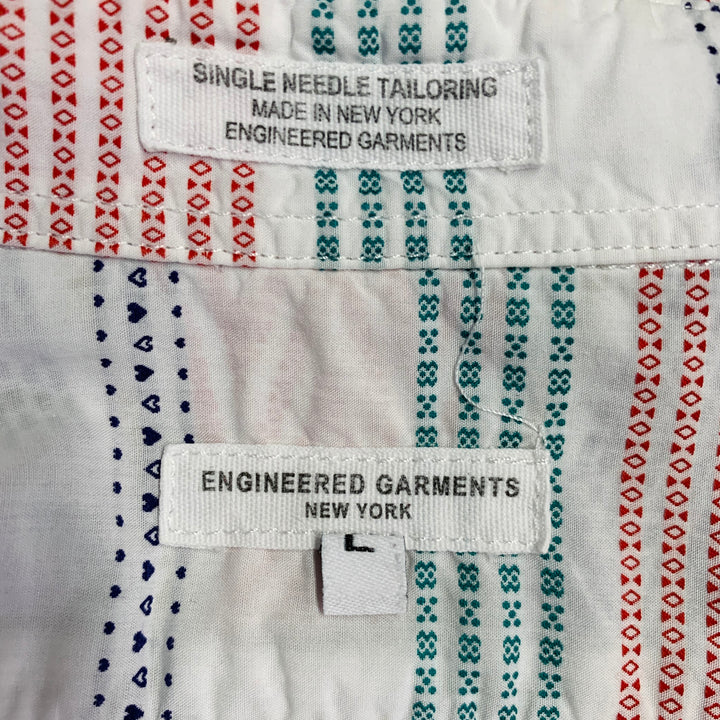 SINGLE NEEDLE TAILORING
MADE IN NEW YORK
ENGINEERED GARMENTS
ENGINEERED GARMENTS
NEW YORK
L